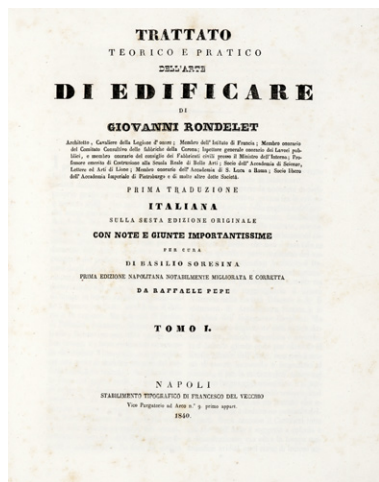 TRATTATO
TEORICO E PRATICO
DELL'ARTE
DI EDIFICARE
DI
GIOVANNI RONDELET
Architetto, Cavaliere della Legione d'onore; Membro dell'Istituto di Francia; Membro onorario
del Comitato Consultivo delle fabbriche della Corona; Ispettore generale onorario dei Lavori pub-
blici, e membro onorario del consiglio dei Fabbricati civili presso il Ministro dell'Interno; Pro-
fessore emerito di Costruzione alla Scuola Reale di Belle Arti; Socio dell'Accademia di Scienze,
Lettere ed Arti di Lione; Membro onorario dell'Accademia di S. Luca a Roma; Socio libero
dell'Accademia Imperiale di Pietroburgo e di molte altre dotte Società.
PRIMA TRADUZIONE
ITALIANA
SULLA SESTA EDIZIONE ORIGINALE
CON NOTE E GIUNTE IMPORTANTISSIME
PER CURA
DI BASILIO SORESINA
PRIMA EDIZIONE NAPOLITANA NOTABILMENTE MIGLIORATA E CORRETTA
DA RAFFAELE PEPE
TOMO I.
NAPOLI
STABILIMENTO TIPOGRAFICO DI FRANCESCO DEL VECCHIO
Vico Purgatorio ad Arco n.° 9. primo appart.
1840.